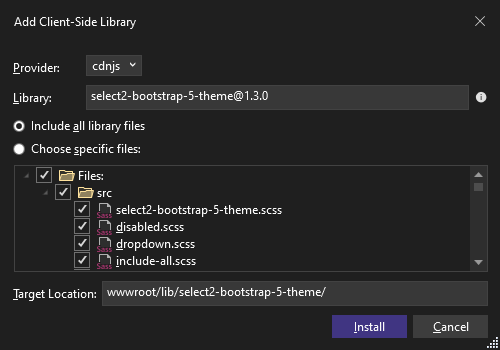 Add Client-Side Library
Provider: cdnjs
Library: select2-bootstrap-5-theme@1.3.0
Include all library files
Choose specific files:
Files:
src
select2-bootstrap-5-theme.scss
disabled.scss
dropdown.scss
include-all.scss
Target Location: wwwroot/lib/select2-bootstrap-5-theme/
Install Cancel